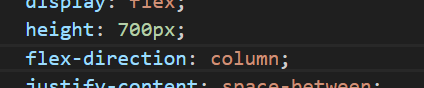 display: flex;
height: 700px;
flex-direction: column;
justify-content: space-between;